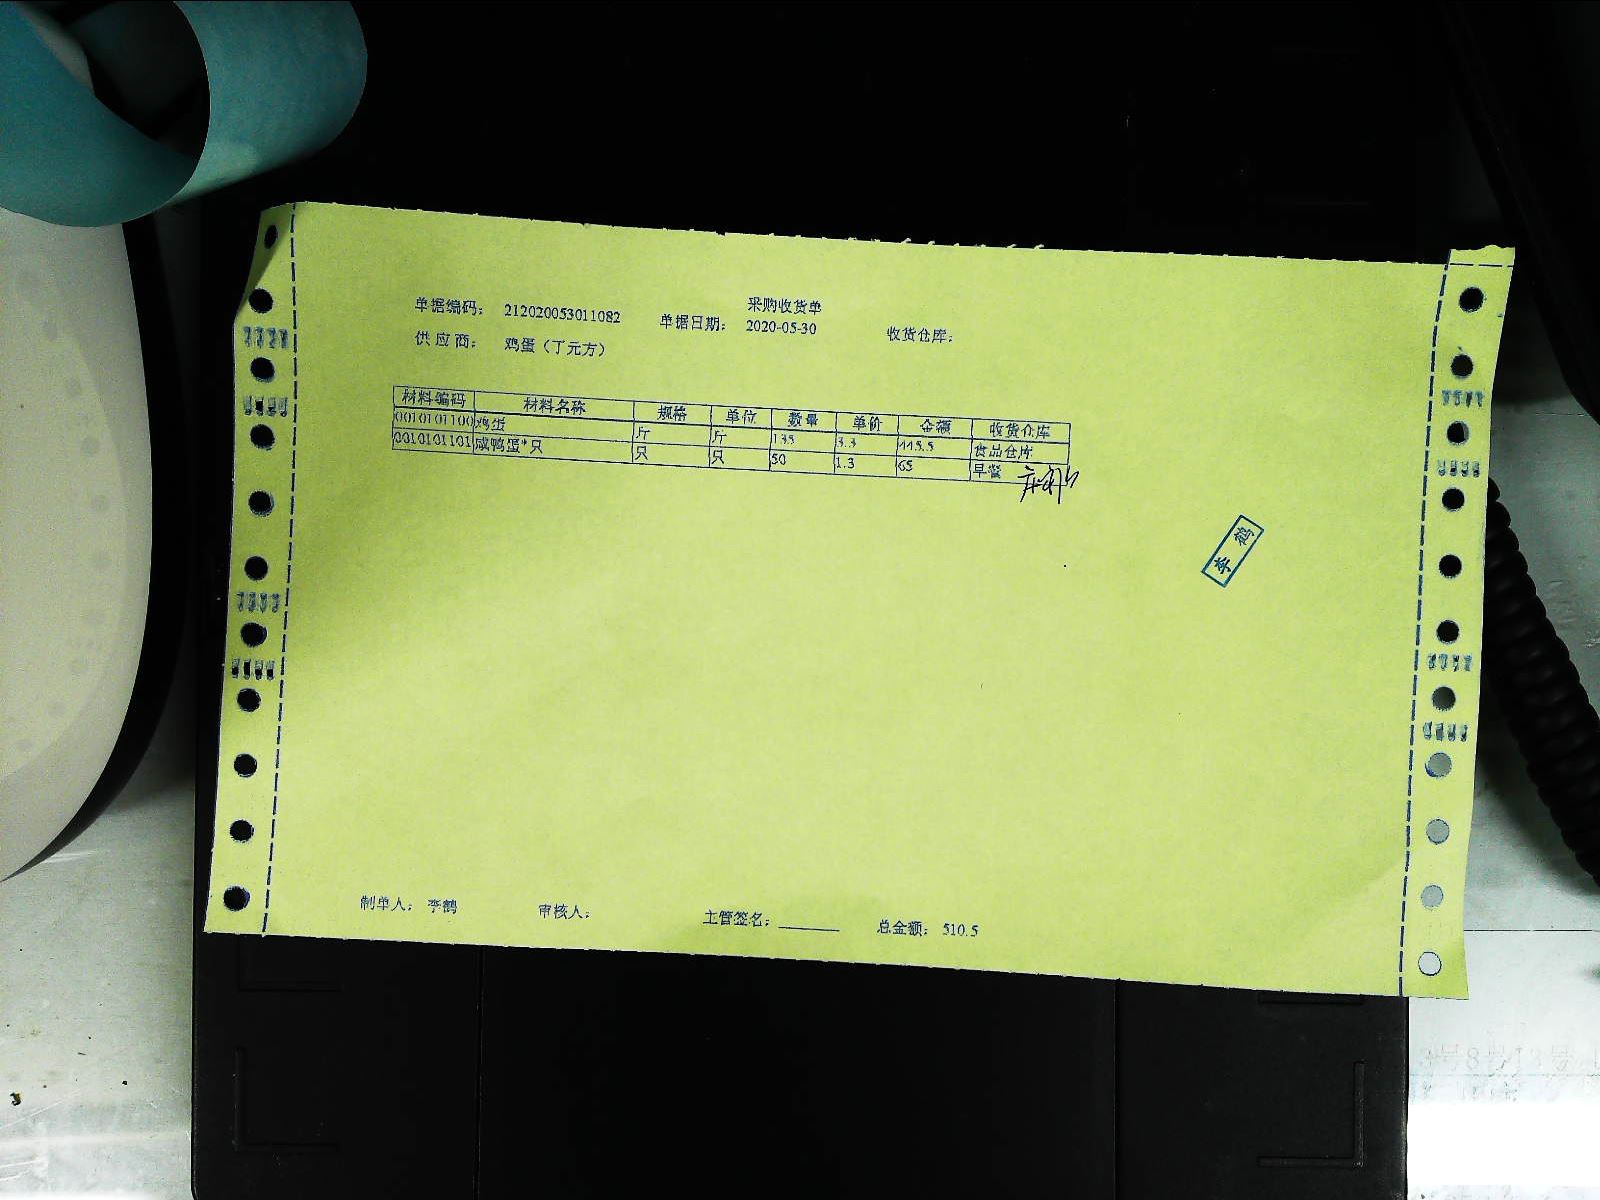 采购收货单
单据编码： 212020053011082 单据日期： 2020-05-30 收货仓库：
供应商： 鸡蛋（丁元方）
材料编码 材料名称 规格 单位 数量 单价 金额 收货仓库
0010101100 鸡蛋 斤 斤 135 3.3 445.5 食品仓库
0010101101 咸鸭蛋*只 只 只 50 1.3 65 早餐
李鹤
制单人： 李鹤 审核人： 主管签名：________ 总金额： 510.5